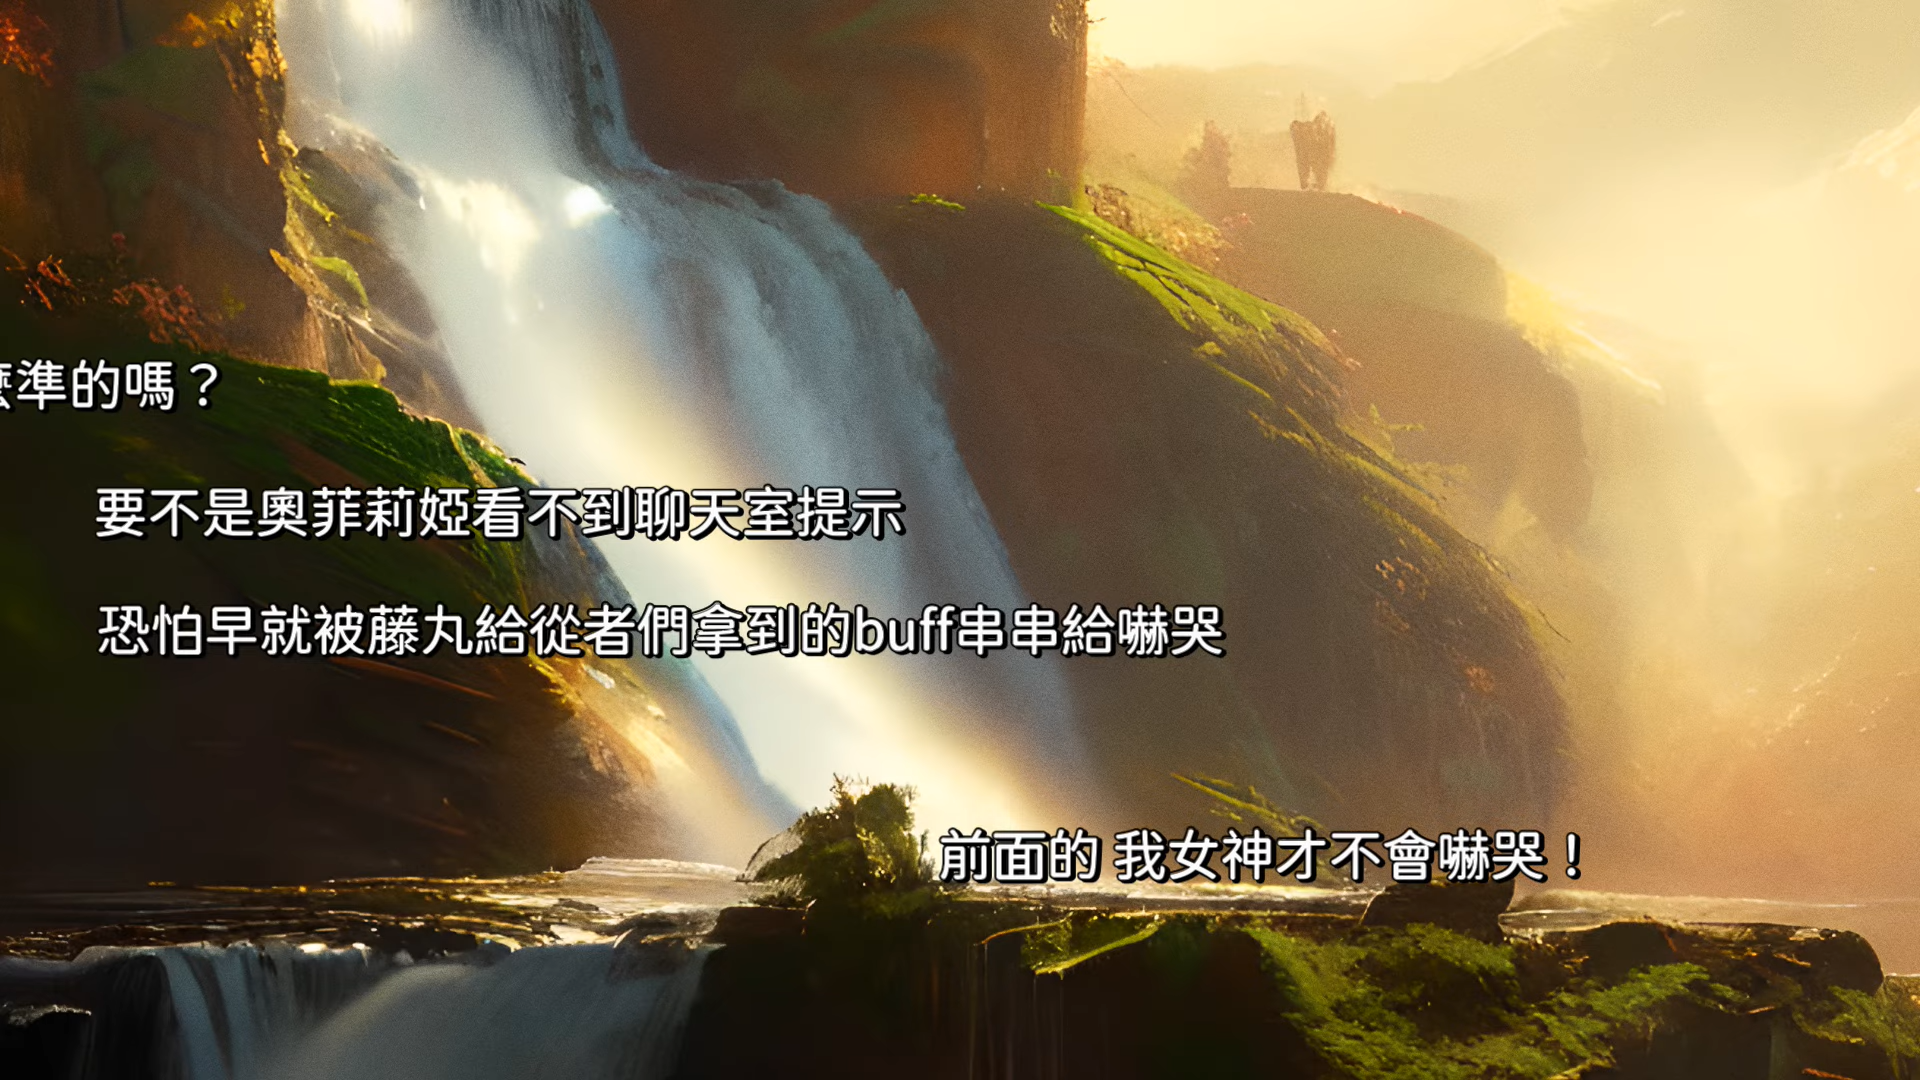 麼準的嗎？
要不是奧菲莉婭看不到聊天室提示
恐怕早就被藤丸給從者們拿到的buff串串給嚇哭
前面的 我女神才不會嚇哭！